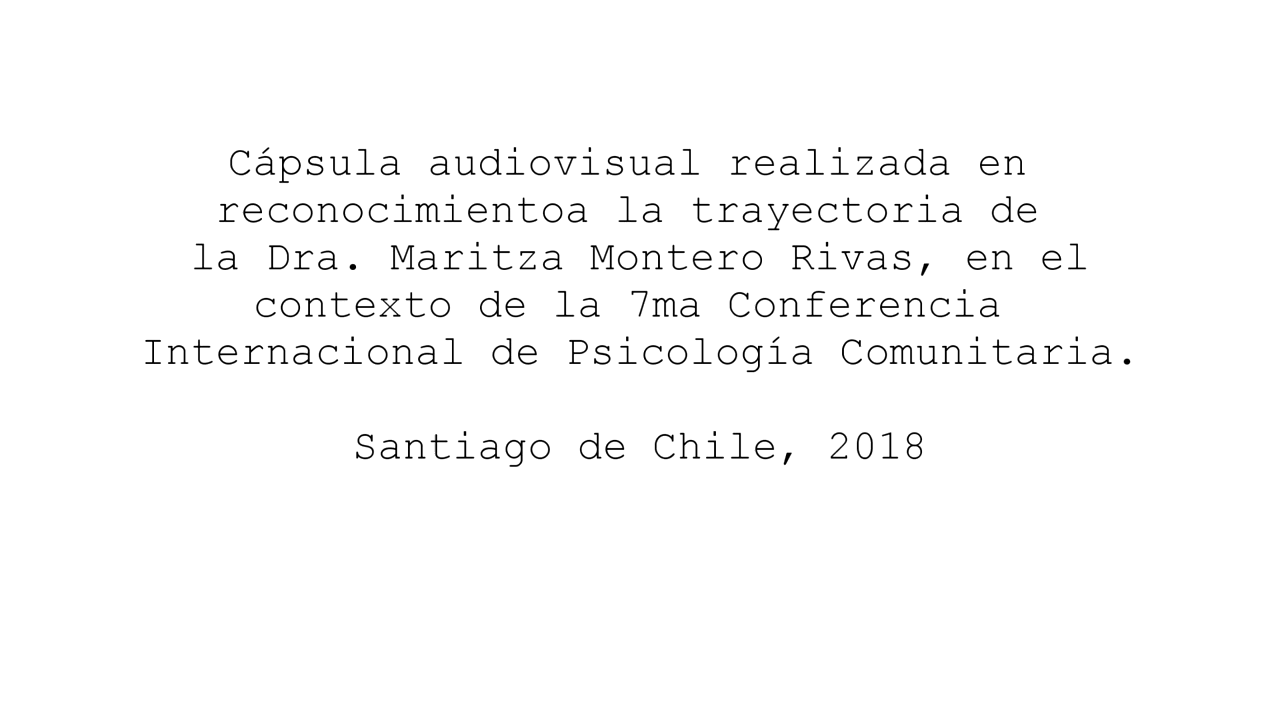 Cápsula audiovisual realizada en
reconocimientoa la trayectoria de
la Dra. Maritza Montero Rivas, en el
contexto de la 7ma Conferencia
Internacional de Psicología Comunitaria.
Santiago de Chile, 2018